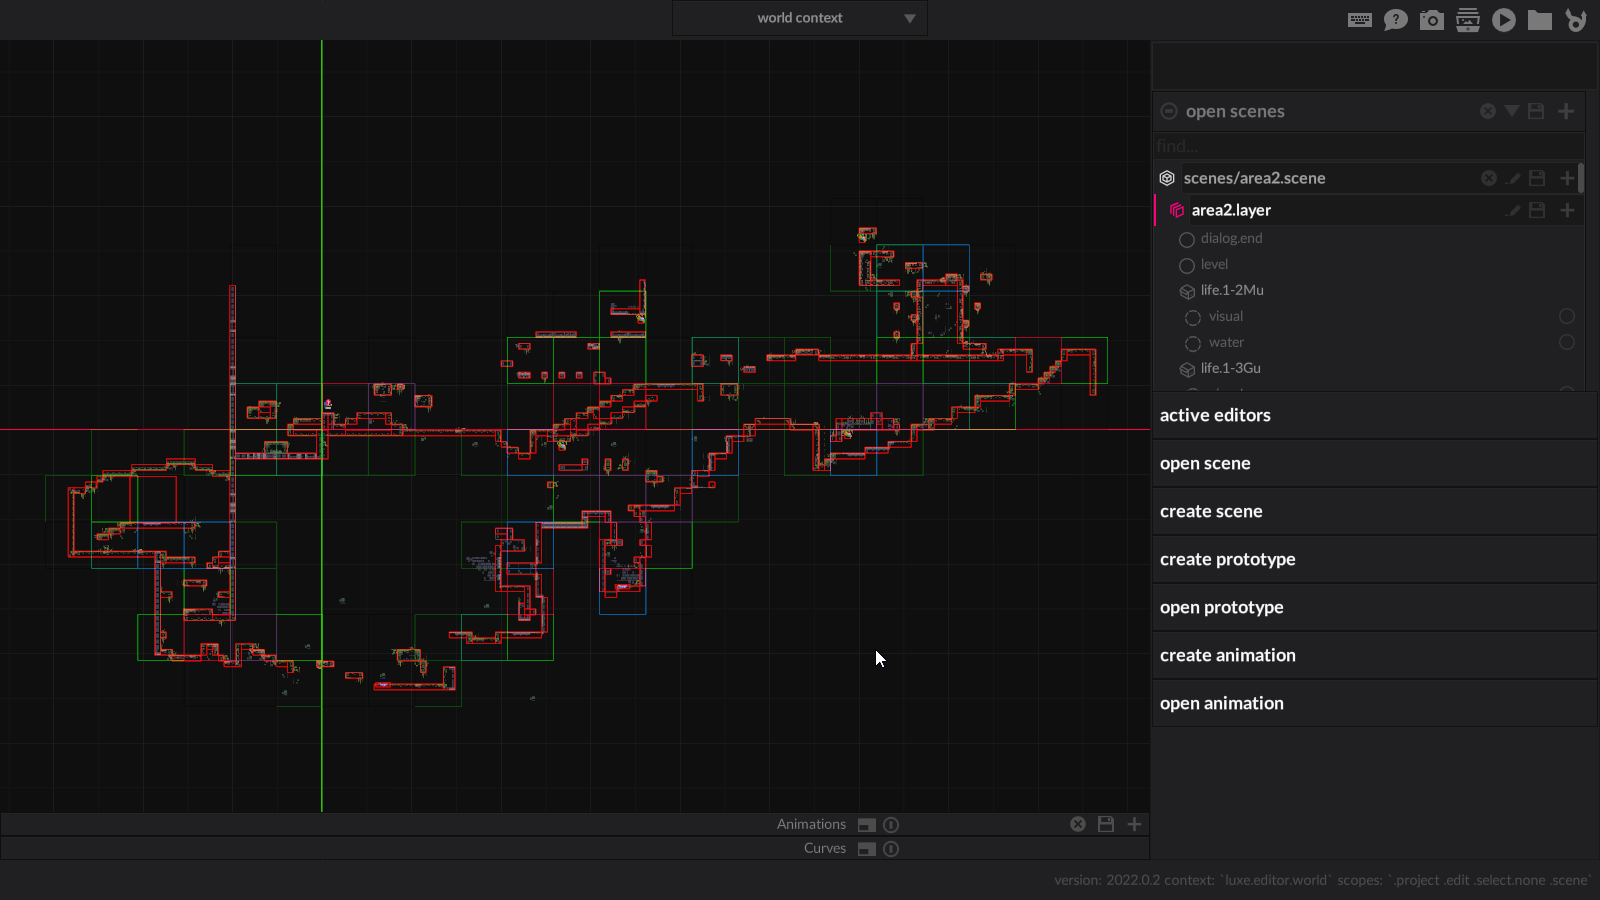 world context
open scenes
find...
scenes/area2.scene
area2.layer
dialog.end
level
life.1-2Mu
visual
water
life.1-3Gu
active editors
open scene
create scene
create prototype
open prototype
create animation
open animation
Animations
Curves
version: 2022.0.2 context: `luxe.editor.world` scopes: `.project .edit .select.none .scene`